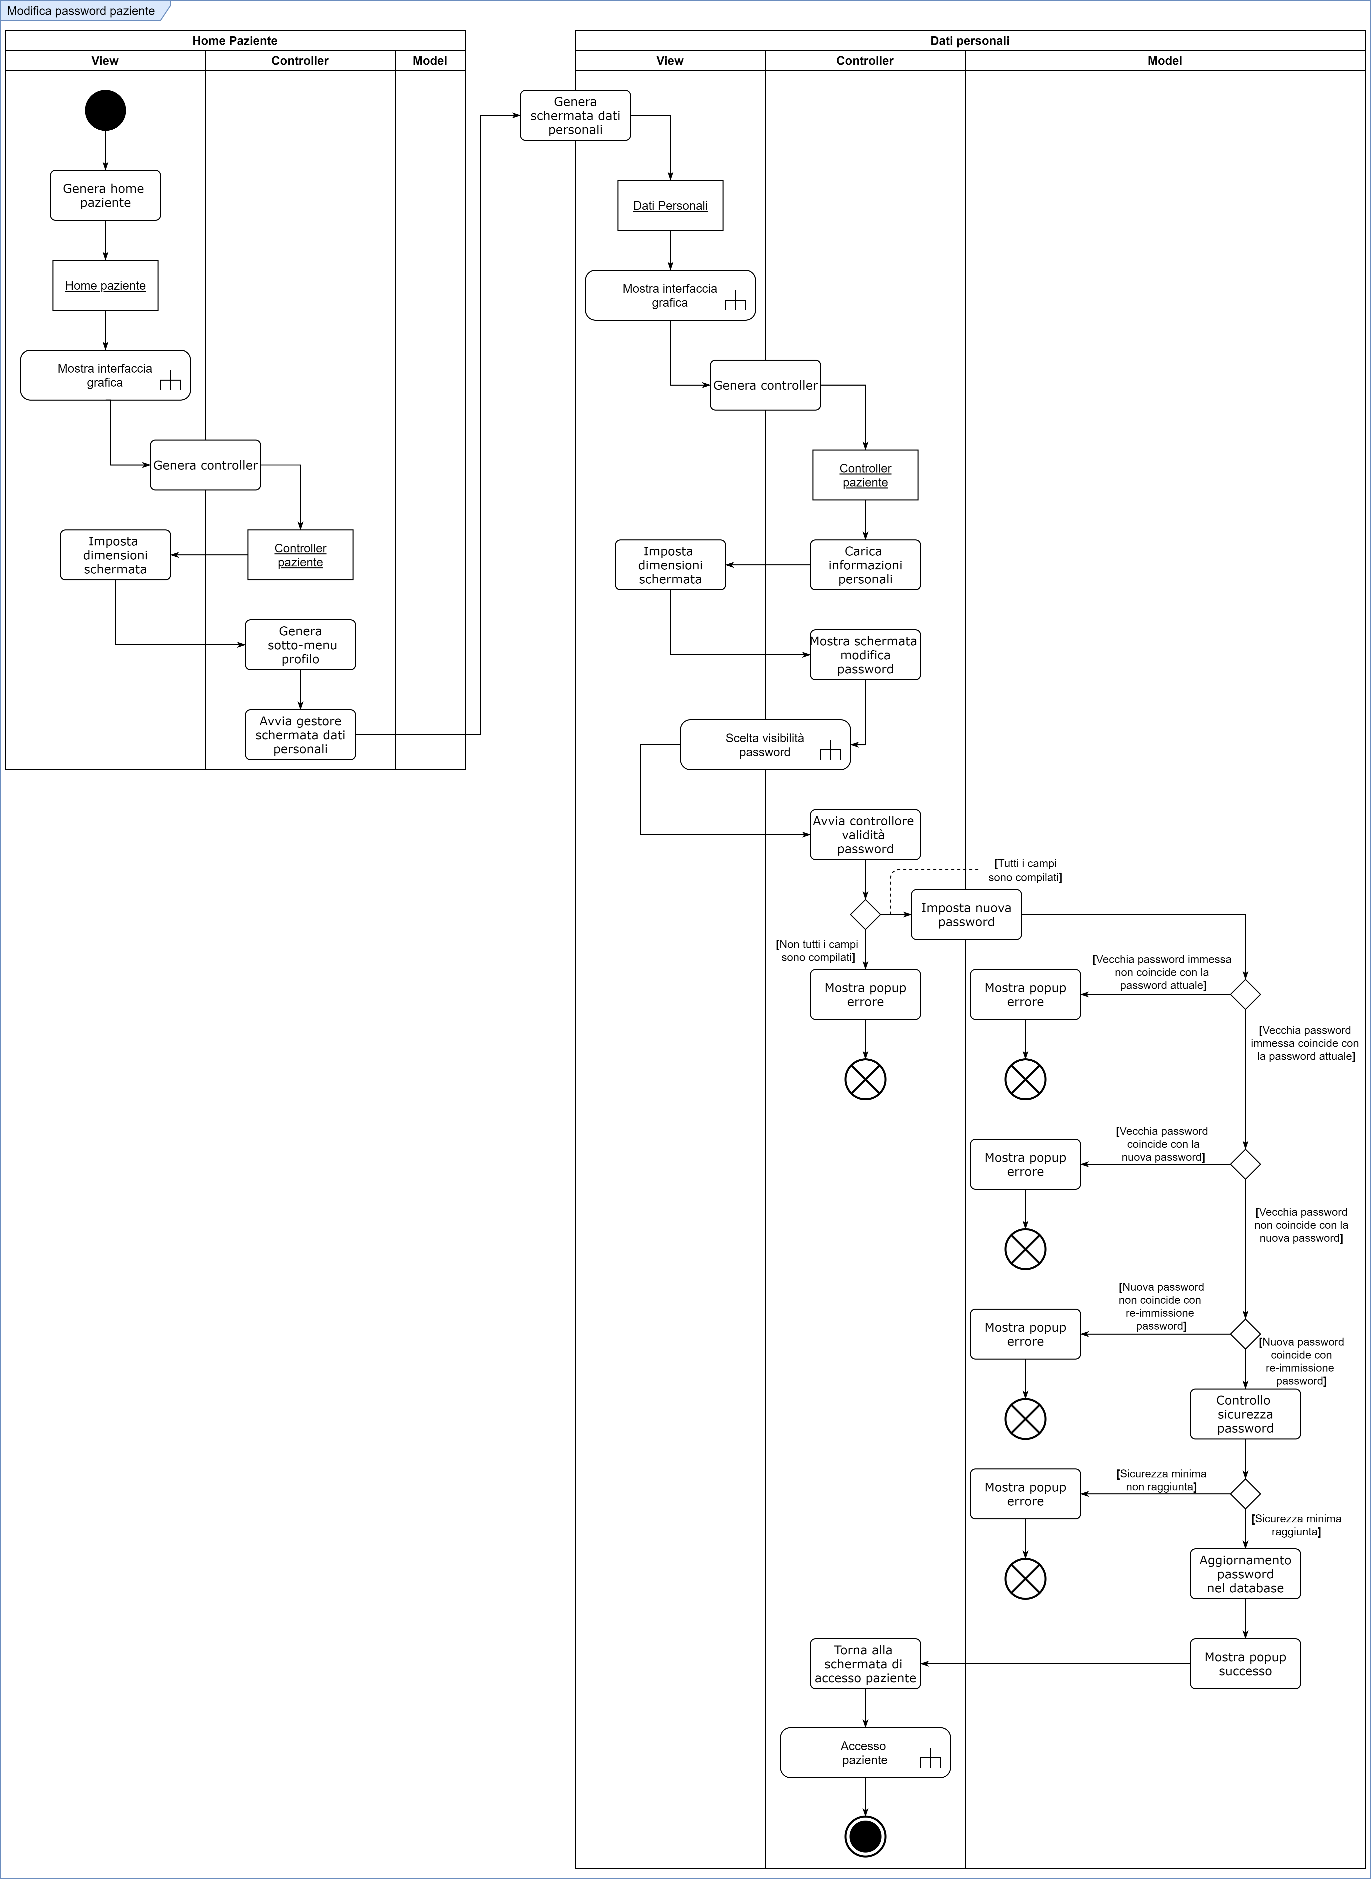 Modifica password paziente
Home Paziente
View
Controller
Model
Genera home
paziente
Home paziente
Mostra interfaccia
grafica
Genera controller
Controller
paziente
Imposta
dimensioni
schermata
Genera
sotto-menu
profilo
Avvia gestore
schermata dati
personali
Dati personali
View
Controller
Model
Genera
schermata dati
personali
Dati Personali
Mostra interfaccia
grafica
Genera controller
Controller
paziente
Carica
informazioni
personali
Imposta
dimensioni
schermata
Mostra schermata
modifica
password
Scelta visibilità
password
Avvia controllore
validità
password
[Tutti i campi
sono compilati]
Imposta nuova
password
[Non tutti i campi
sono compilati]
Mostra popup
errore
[Vecchia password immessa
non coincide con la
password attuale]
Mostra popup
errore
[Vecchia password
immessa coincide con
la password attuale]
[Vecchia password
coincide con la
nuova password]
Mostra popup
errore
[Vecchia password
non coincide con la
nuova password]
[Nuova password
non coincide con
re-immissione
password]
Mostra popup
errore
[Nuova password
coincide con
re-immissione
password]
Controllo
sicurezza
password
[Sicurezza minima
non raggiunta]
Mostra popup
errore
[Sicurezza minima
raggiunta]
Aggiornamento
password
nel database
Mostra popup
successo
Torna alla
schermata di
accesso paziente
Accesso
paziente